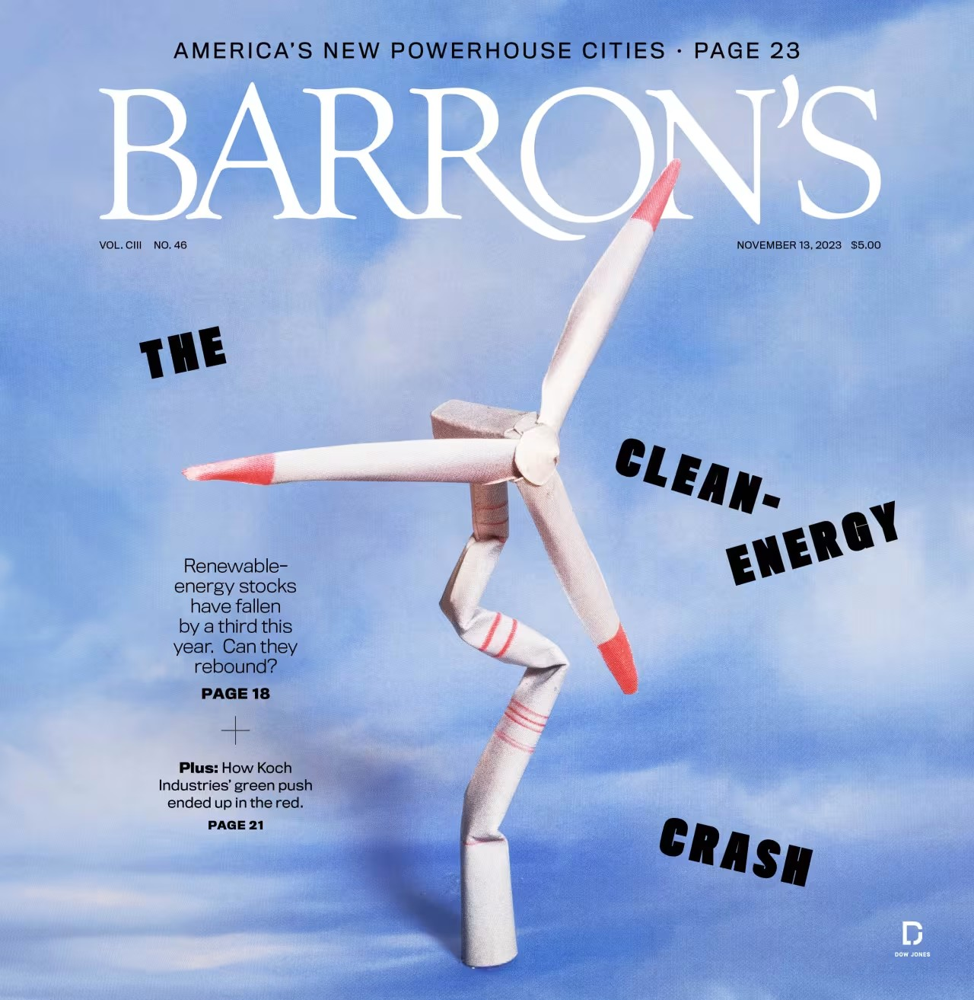 AMERICA'S NEW POWERHOUSE CITIES · PAGE 23
BARRON'S
VOL. CIII NO. 46
NOVEMBER 13, 2023 $5.00
THE
CLEAN-
ENERGY
CRASH
Renewable-
energy stocks
have fallen
by a third this
year. Can they
rebound?
PAGE 18
Plus: How Koch
Industries' green push
ended up in the red.
PAGE 21
DOW JONES